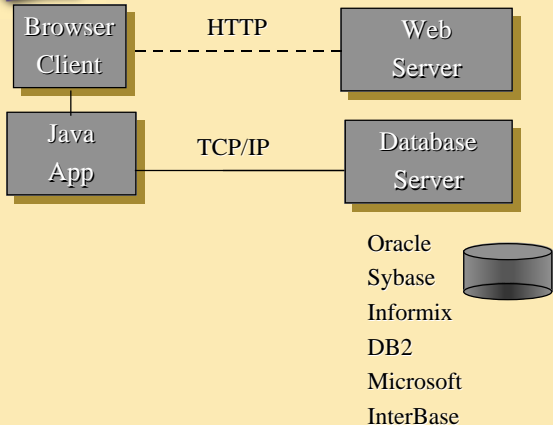 Browser
Client
HTTP
Web
Server
Java
App
TCP/IP
Database
Server
Oracle
Sybase
Informix
DB2
Microsoft
InterBase